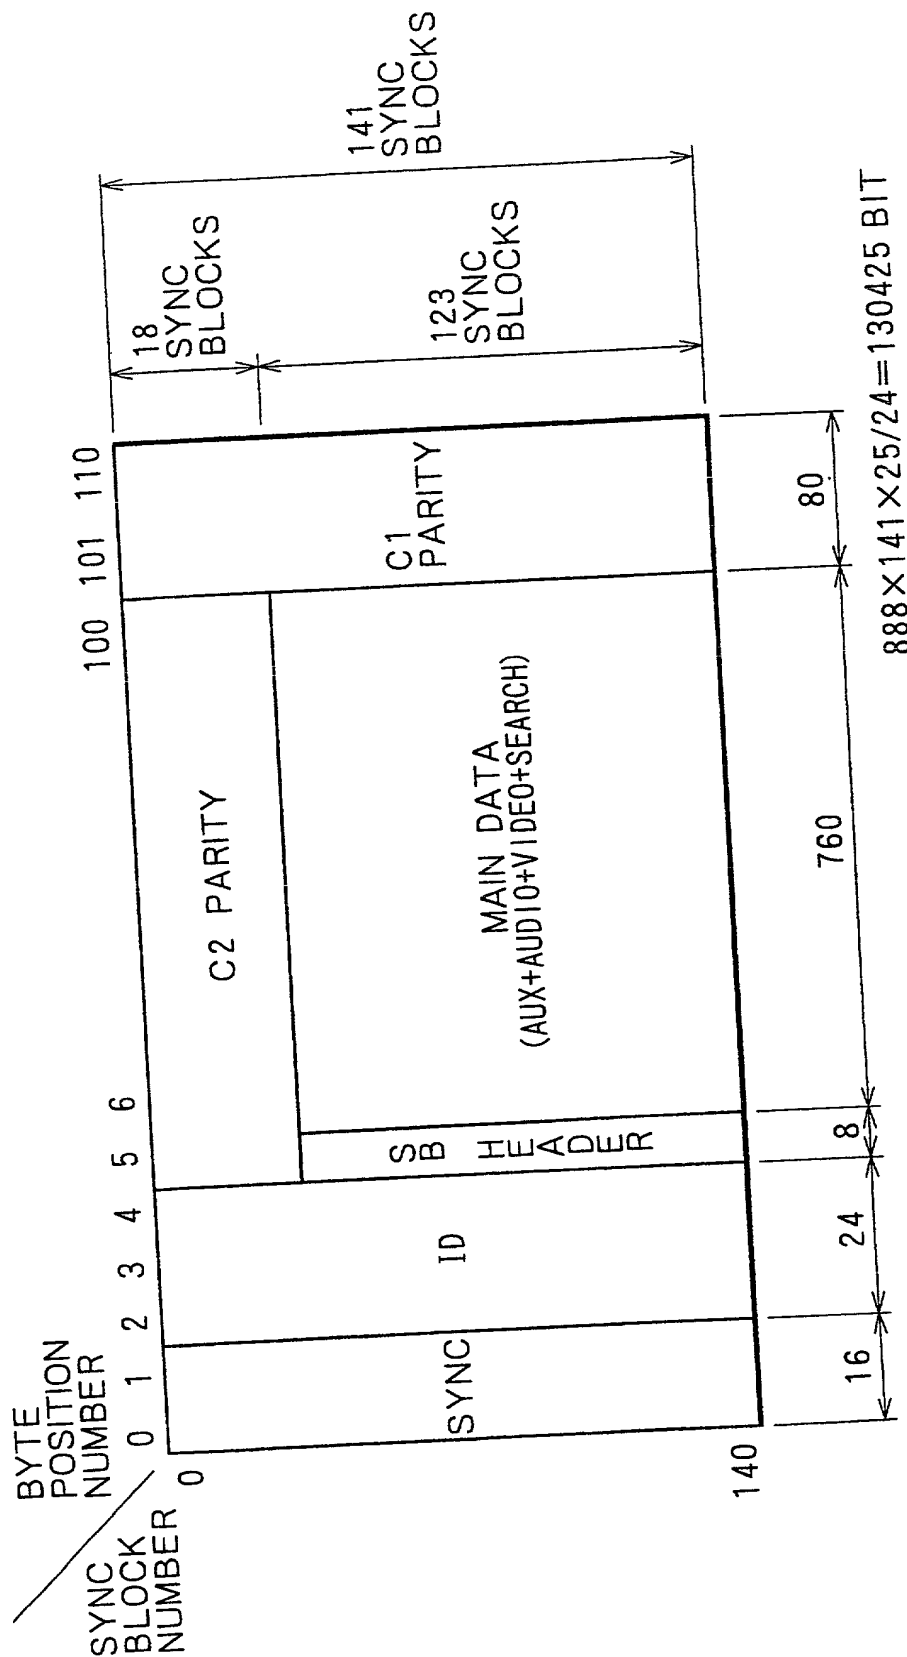 BYTE
POSITION
NUMBER
SYNC
BLOCK
NUMBER
0 1 2 3 4 5 6 100 101 110
0
140
SYNC
ID
C2 PARITY
SB HEADER
MAIN DATA
(AUX+AUDIO+VIDEO+SEARCH)
C1
PARITY
18
SYNC
BLOCKS
123
SYNC
BLOCKS
141
SYNC
BLOCKS
16 24 8 760 80
888×141×25/24=130425 BIT